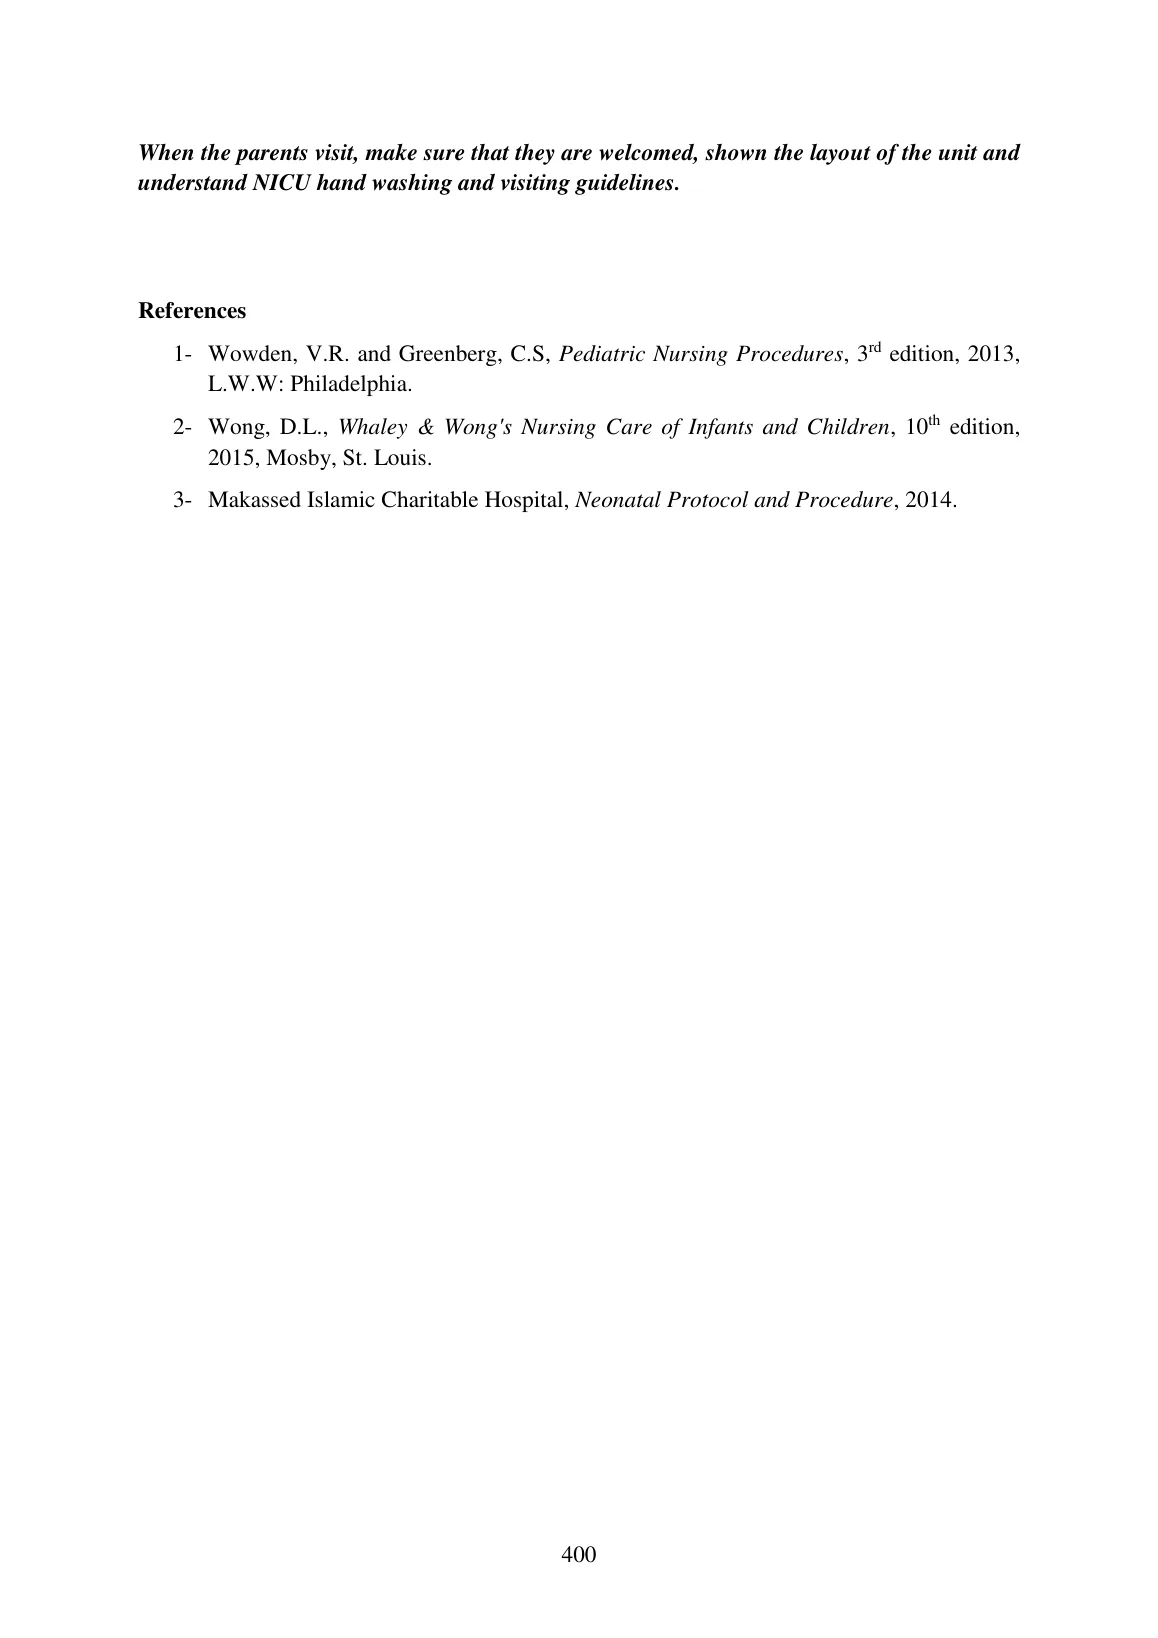 When the parents visit, make sure that they are welcomed, shown the layout of the unit and
understand NICU hand washing and visiting guidelines.
References
1- Wowden, V.R. and Greenberg, C.S, Pediatric Nursing Procedures, 3rd edition, 2013,
L.W.W: Philadelphia.
2- Wong, D.L., Whaley & Wong's Nursing Care of Infants and Children, 10th edition,
2015, Mosby, St. Louis.
3- Makassed Islamic Charitable Hospital, Neonatal Protocol and Procedure, 2014.
400